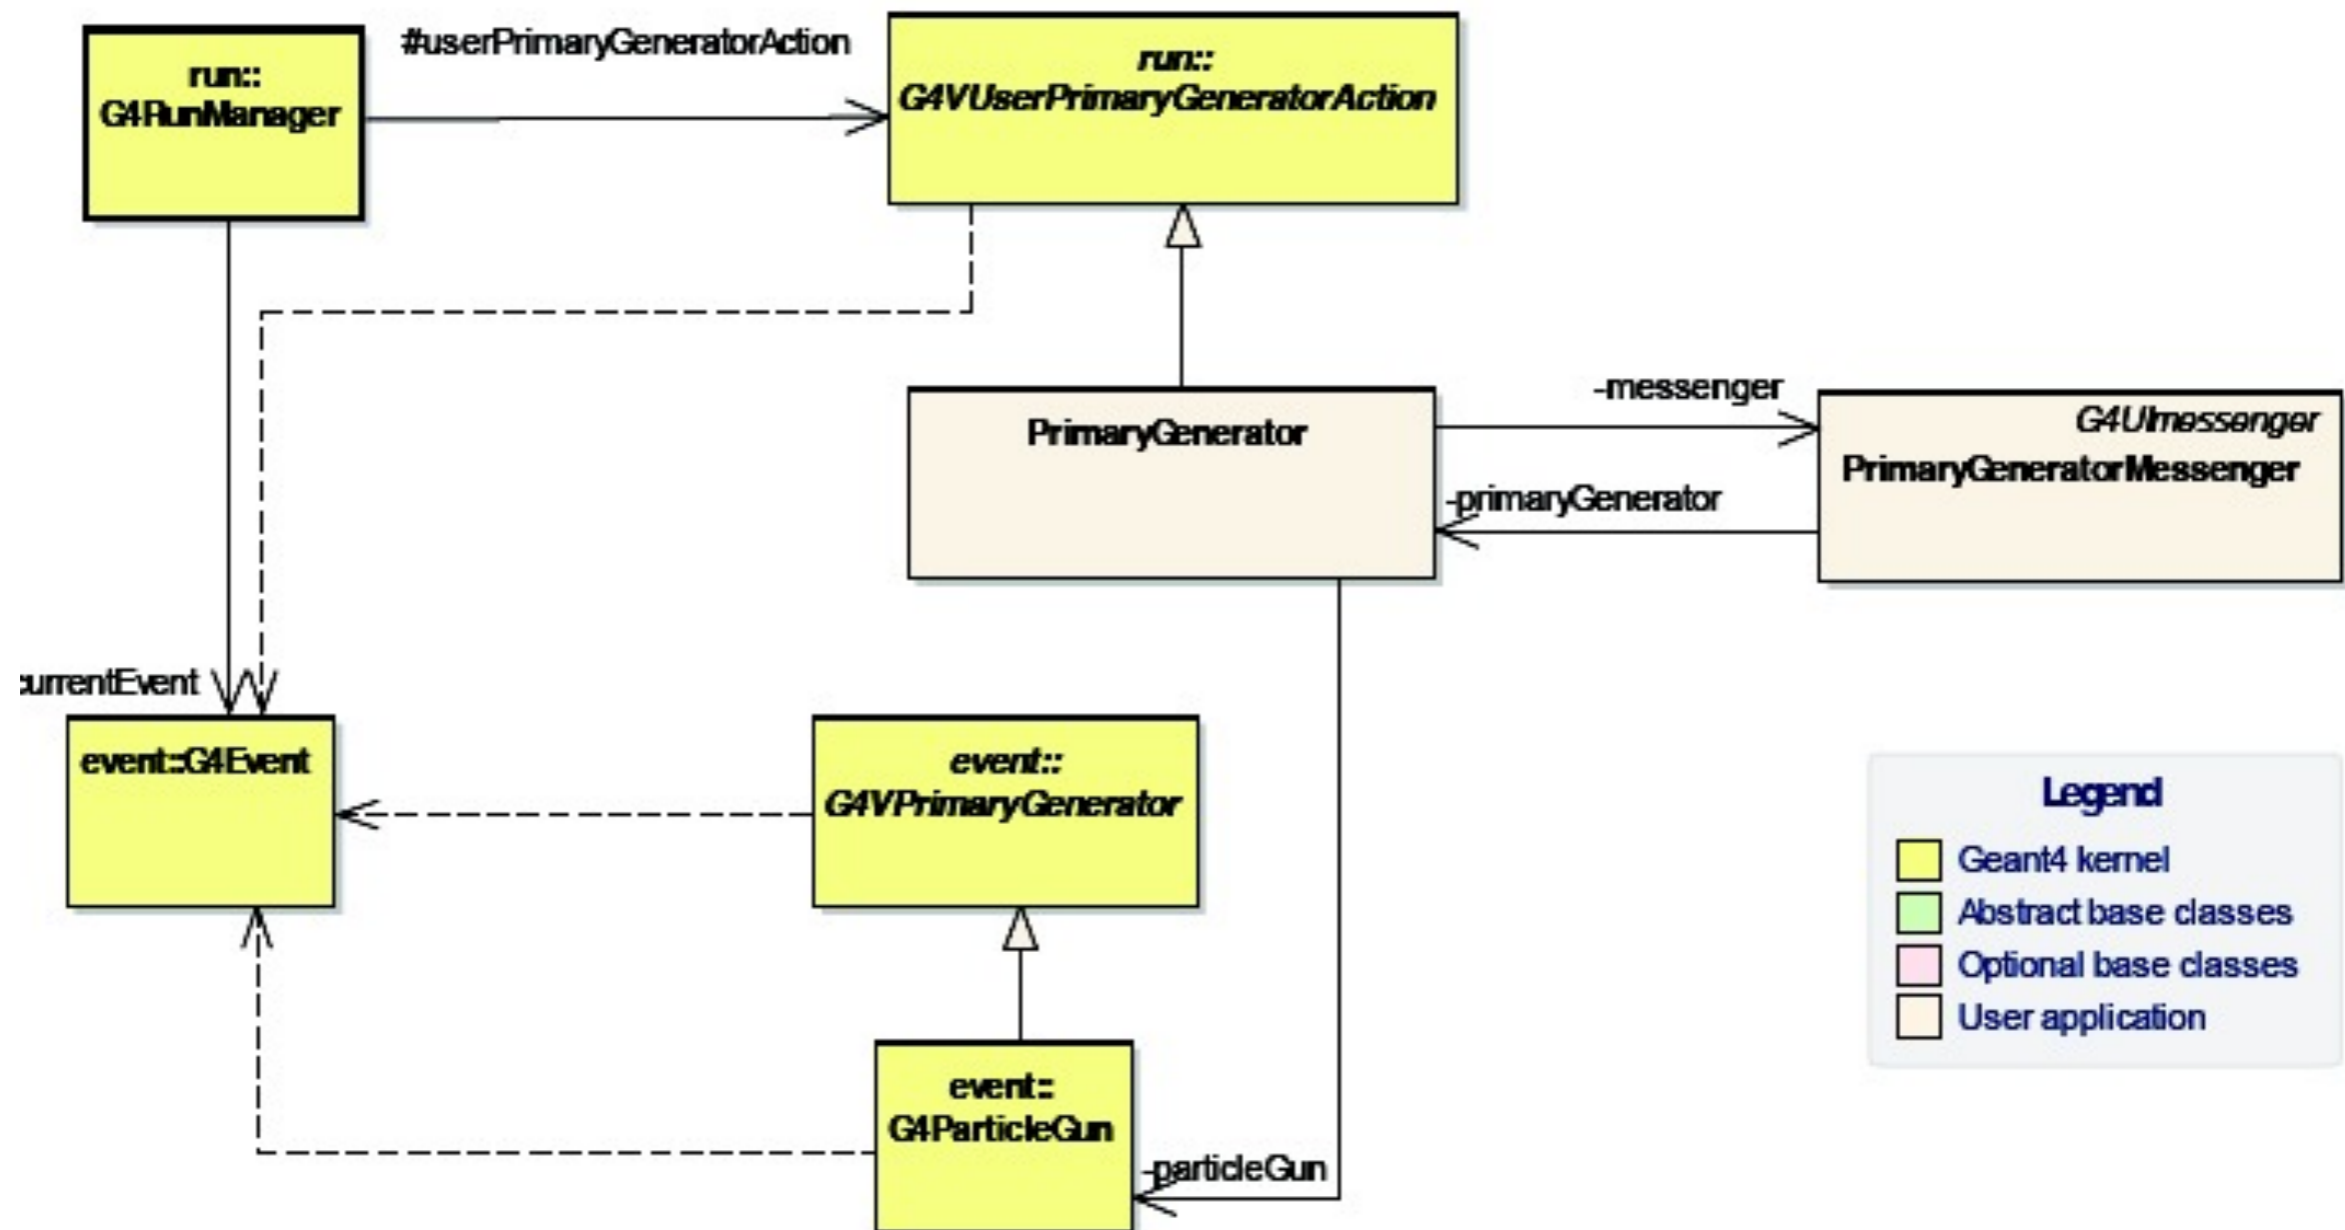 #userPrimaryGeneratorAction
run::
G4RunManager
run::
G4VUserPrimaryGeneratorAction
-messenger
PrimaryGenerator
G4UImessenger
PrimaryGeneratorMessenger
-primaryGenerator
currentEvent
event::G4Event
event::
G4VPrimaryGenerator
Legend
Geant4 kernel
Abstract base classes
Optional base classes
User application
event::
G4ParticleGun
-particleGun